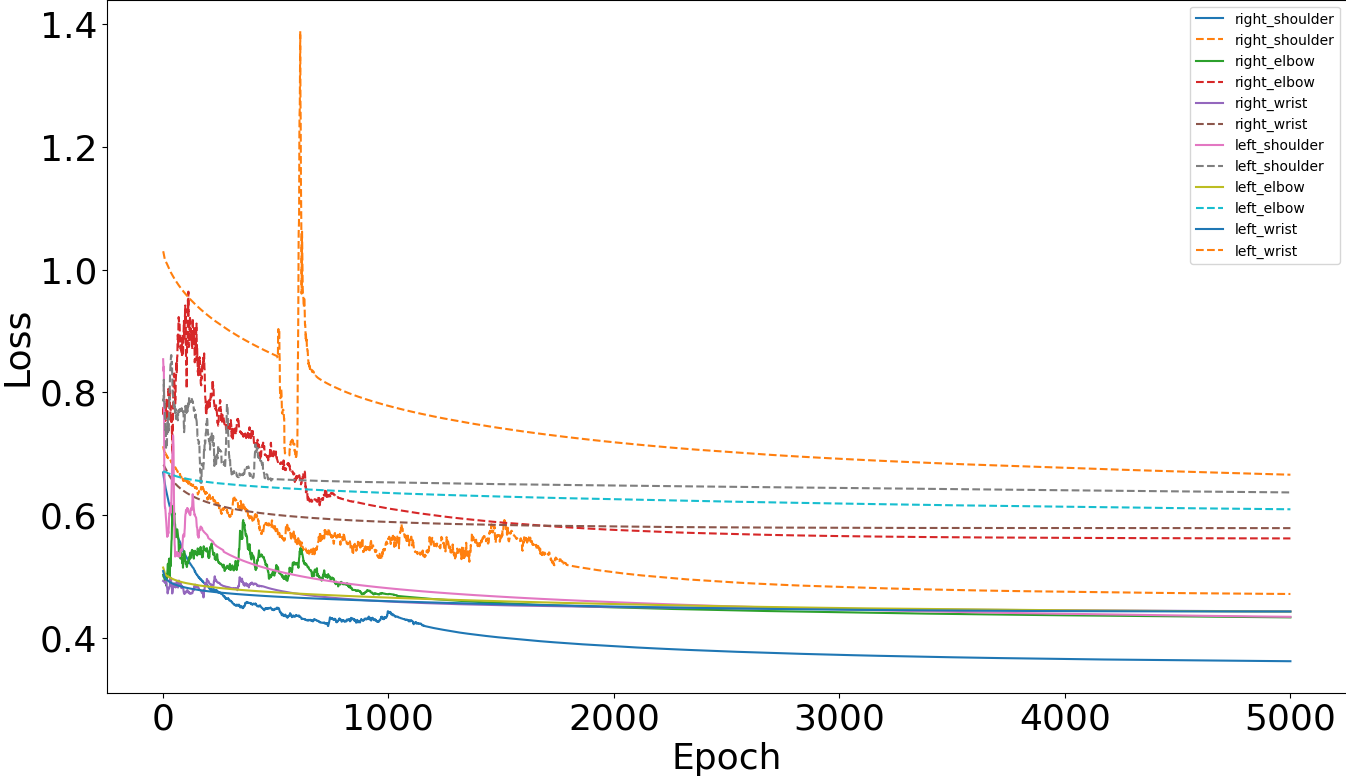 1.4
1.2
1.0
0.8
0.6
0.4
Loss
0 1000 2000 3000 4000 5000
Epoch
right_shoulder
right_shoulder
right_elbow
right_elbow
right_wrist
right_wrist
left_shoulder
left_shoulder
left_elbow
left_elbow
left_wrist
left_wrist